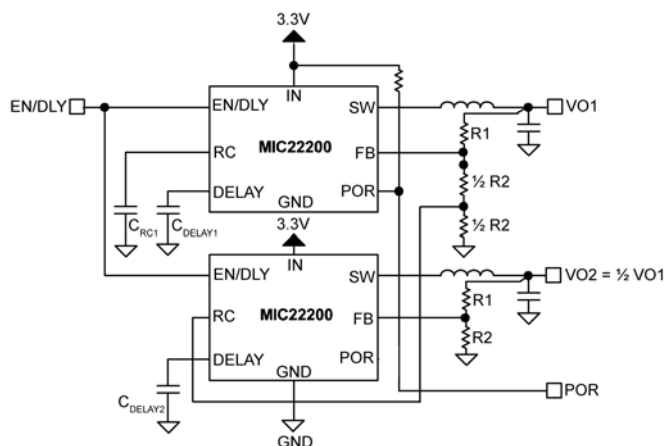 3.3V
EN/DLY
EN/DLY
IN
SW
VO1
R1
RC
MIC22200
FB
½ R2
DELAY
GND
POR
½ R2
C_RC1
C_DELAY1
3.3V
EN/DLY
IN
SW
VO2 = ½ VO1
R1
RC
MIC22200
FB
R2
DELAY
GND
POR
C_DELAY2
POR
GND